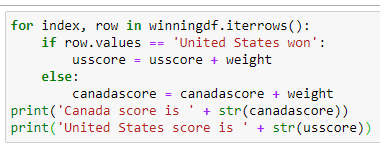 for index, row in winningdf.iterrows():
    if row.values == 'United States won':
        usscore = usscore + weight
    else:
        canadascore = canadascore + weight
print('Canada score is ' + str(canadascore))
print('United States score is ' + str(usscore))